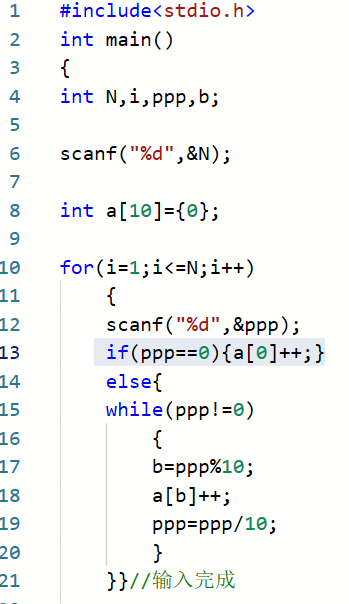 1 #include<stdio.h>
2 int main()
3 {
4 int N,i,ppp,b;
5
6 scanf("%d",&N);
7
8 int a[10]={0};
9
10 for(i=1;i<=N;i++)
11 {
12 scanf("%d",&ppp);
13 if(ppp==0){a[0]++;}
14 else{
15 while(ppp!=0)
16 {
17 b=ppp%10;
18 a[b]++;
19 ppp=ppp/10;
20 }
21 }}//输入完成